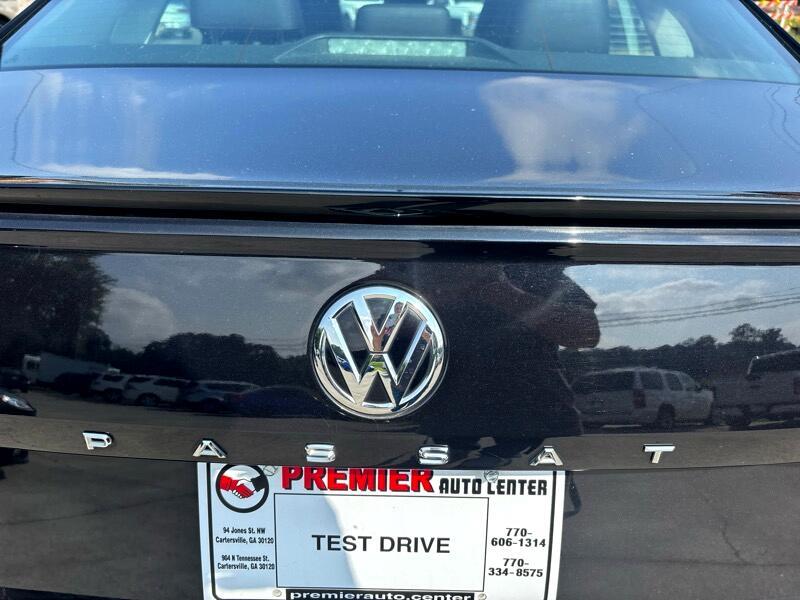 PASSAT
PREMIER AUTO CENTER
94 Jones St. NW
Cartersville, GA 30120
904 N Tennessee St.
Cartersville, GA 30120
TEST DRIVE
770-
606-1314
770-
334-8575
premierauto.center